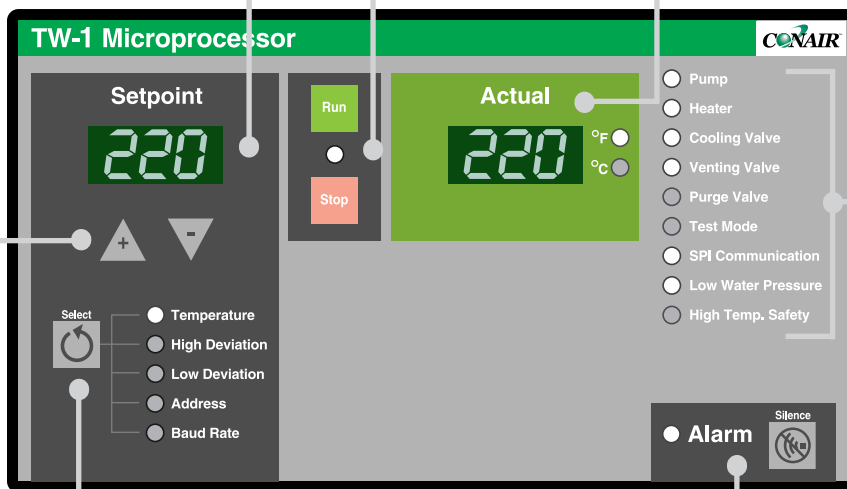 TW-1 Microprocessor
CONAIR
Setpoint
220
+
-
Select
Temperature
High Deviation
Low Deviation
Address
Baud Rate
Run
Stop
Actual
220
°F
°C
Pump
Heater
Cooling Valve
Venting Valve
Purge Valve
Test Mode
SPI Communication
Low Water Pressure
High Temp. Safety
Alarm
Silence